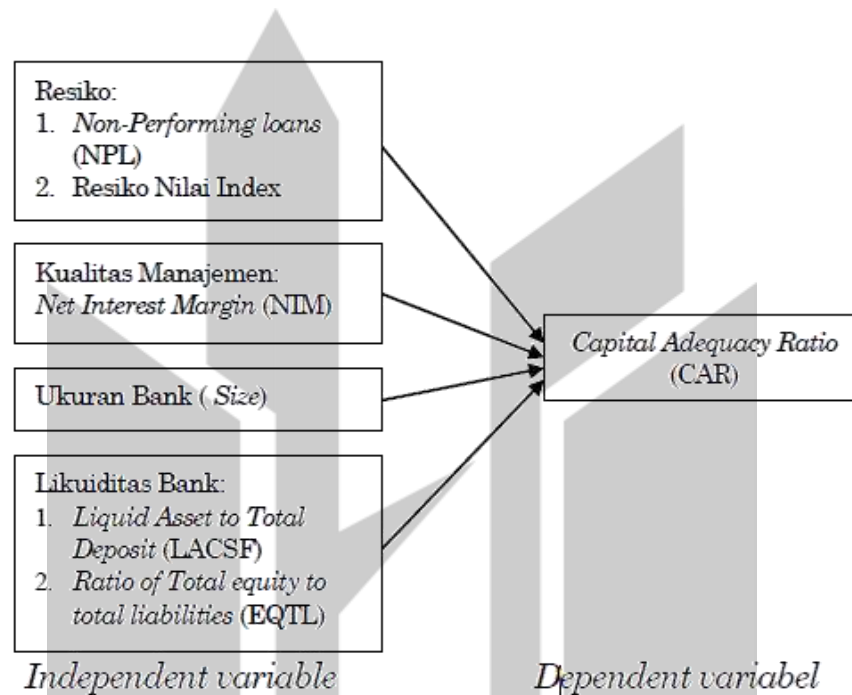 Resiko:
1. Non-Performing loans
(NPL)
2. Resiko Nilai Index
Kualitas Manajemen:
Net Interest Margin (NIM)
Ukuran Bank ( Size)
Likuiditas Bank:
1. Liquid Asset to Total
Deposit (LACSF)
2. Ratio of Total equity to
total liabilities (EQTL)
Capital Adequacy Ratio
(CAR)
Independent variable
Dependent variabel